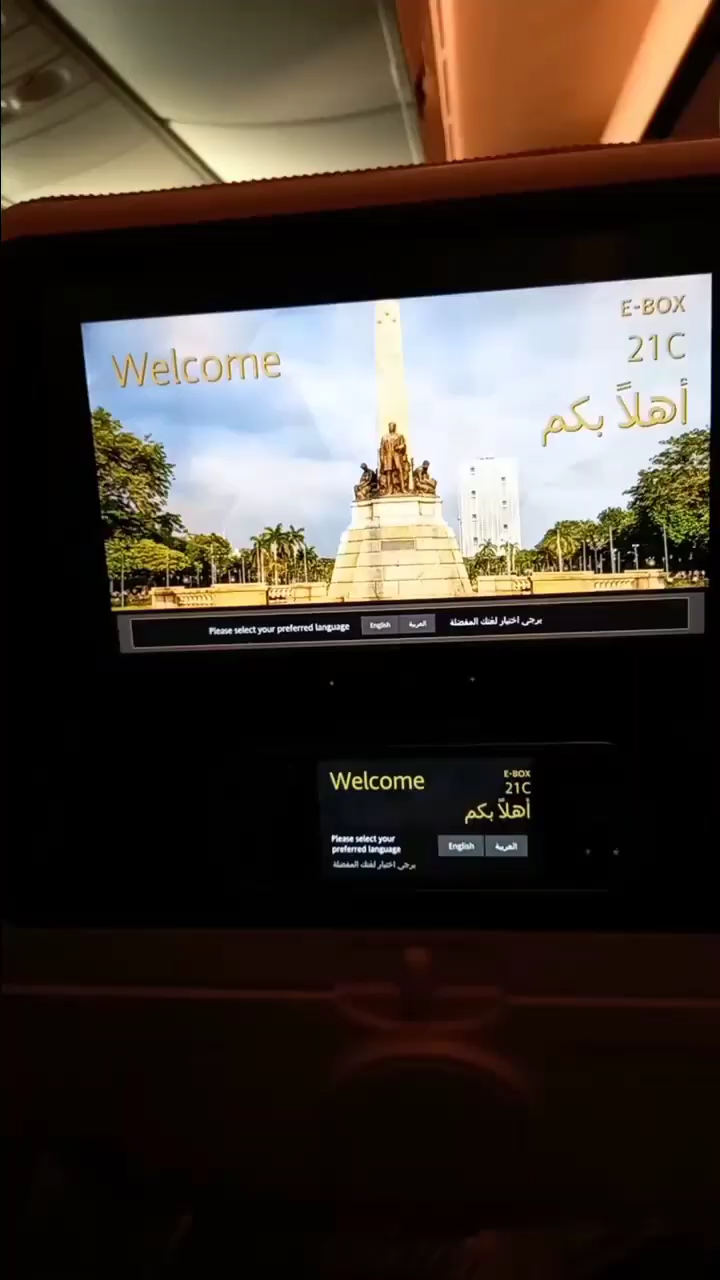 Welcome
E-BOX
21C
أهلاً بكم
Please select your preferred language
English
العربية
يرجى اختيار لغتك المفضلة
Welcome
E-BOX
21C
أهلاً بكم
Please select your
preferred language
English
العربية
يرجى اختيار لغتك المفضلة